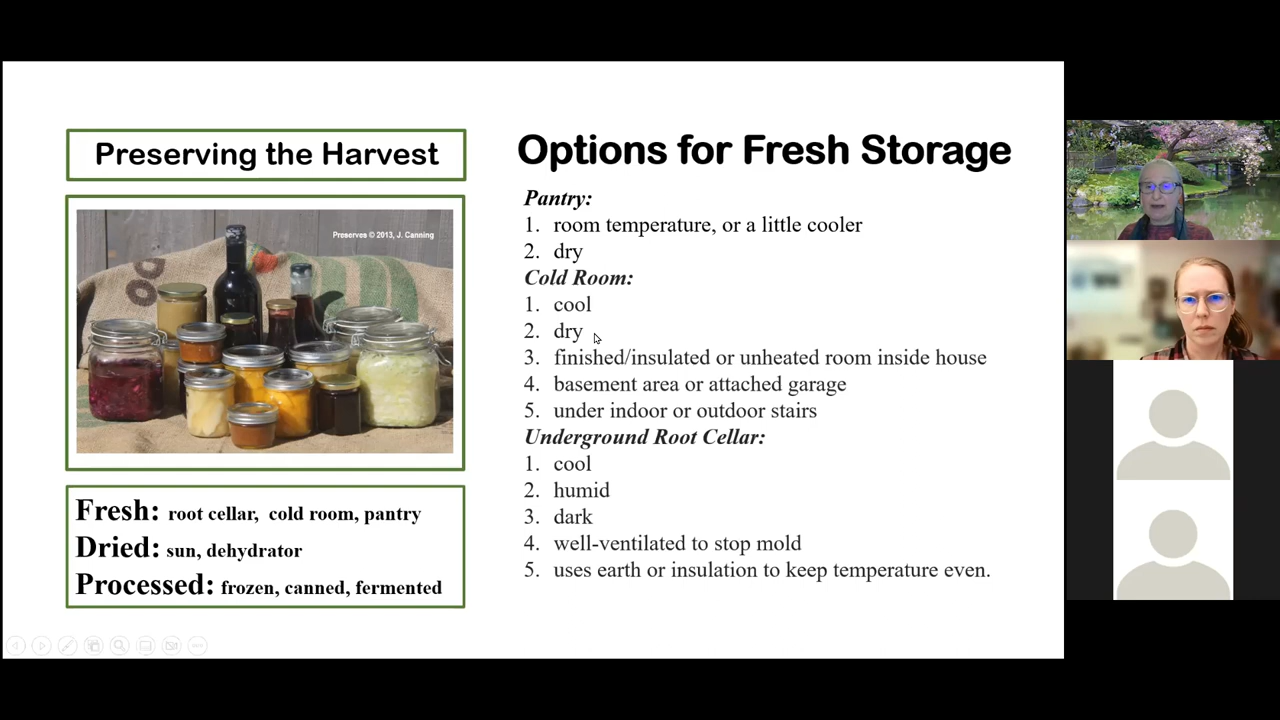 Preserving the Harvest
Preserves © 2013, J. Canning
Fresh: root cellar, cold room, pantry
Dried: sun, dehydrator
Processed: frozen, canned, fermented
Options for Fresh Storage
Pantry:
1. room temperature, or a little cooler
2. dry
Cold Room:
1. cool
2. dry
3. finished/insulated or unheated room inside house
4. basement area or attached garage
5. under indoor or outdoor stairs
Underground Root Cellar:
1. cool
2. humid
3. dark
4. well-ventilated to stop mold
5. uses earth or insulation to keep temperature even.